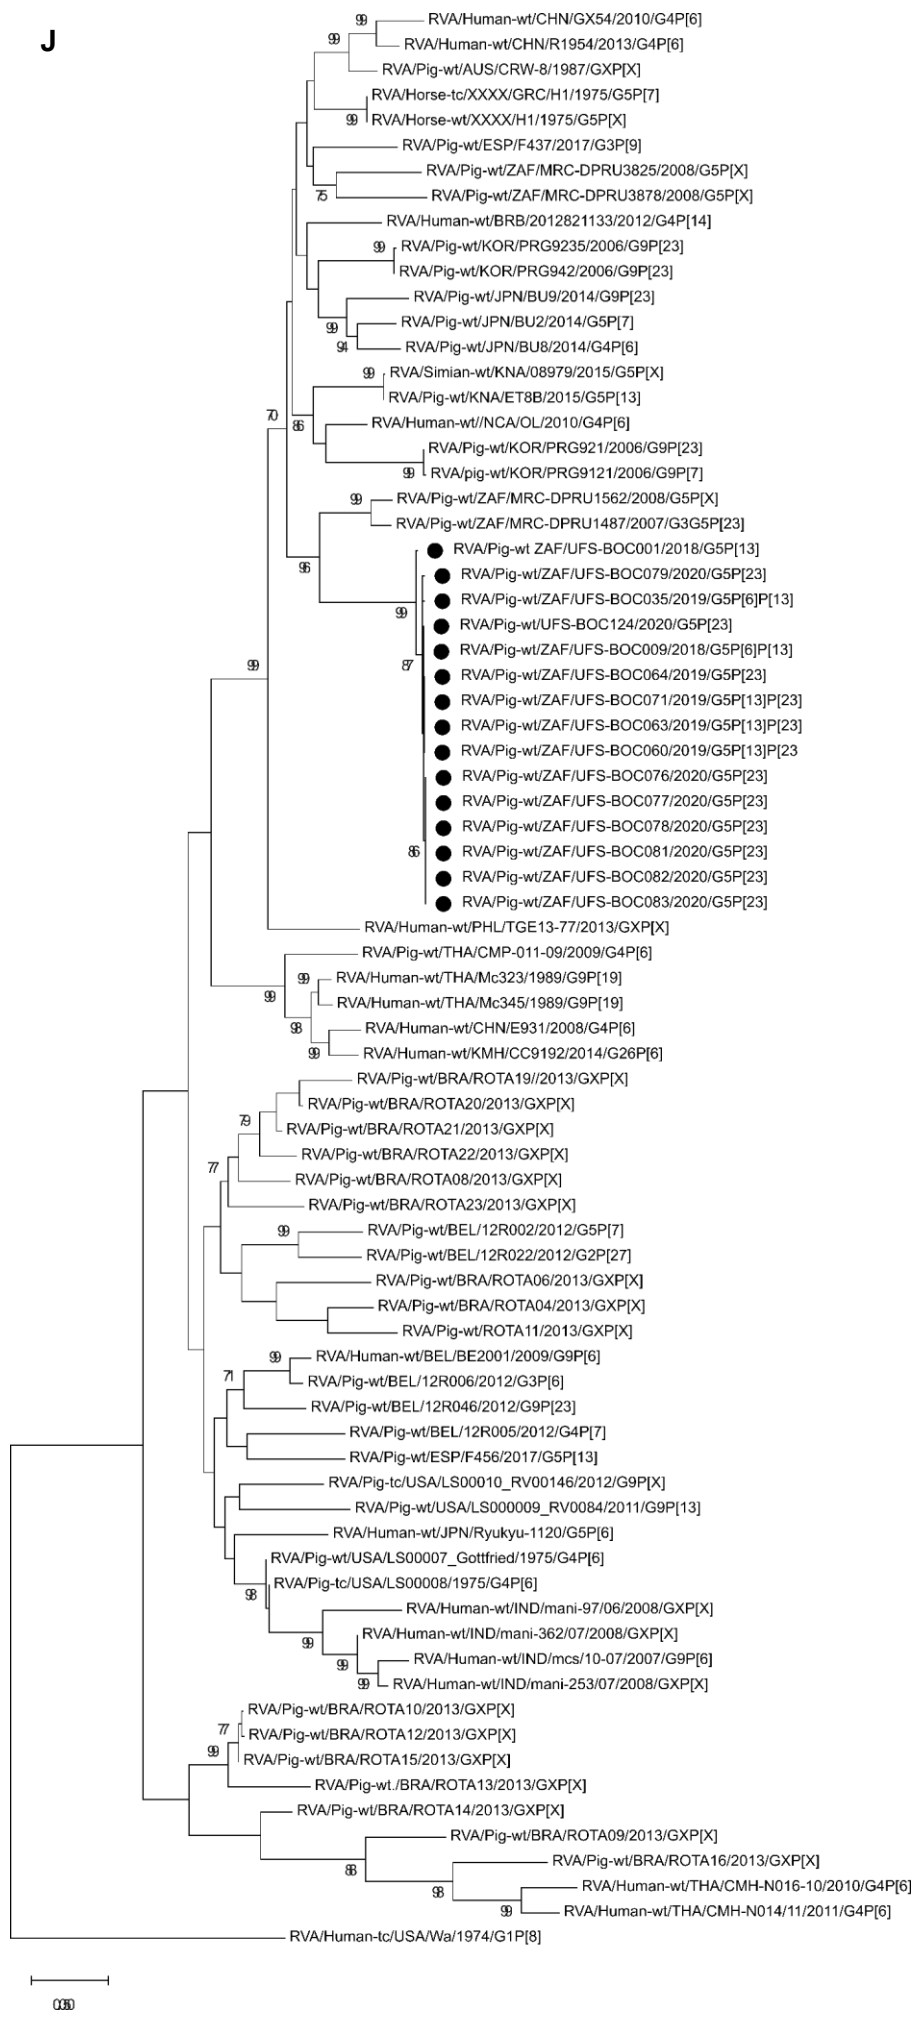 J
99
RVA/Human-wt/CHN/GX54/2010/G4P[6]
99
RVA/Human-wt/CHN/R1954/2013/G4P[6]
RVA/Pig-wt/AUS/CRW-8/1987/GXP[X]
RVA/Horse-tc/XXXX/GRC/H1/1975/G5P[7]
99
RVA/Horse-wt/XXXX/H1/1975/G5P[X]
RVA/Pig-wt/ESP/F437/2017/G3P[9]
RVA/Pig-wt/ZAF/MRC-DPRU3825/2008/G5P[X]
75
RVA/Pig-wt/ZAF/MRC-DPRU3878/2008/G5P[X]
RVA/Human-wt/BRB/2012821133/2012/G4P[14]
99
RVA/Pig-wt/KOR/PRG9235/2006/G9P[23]
RVA/Pig-wt/KOR/PRG942/2006/G9P[23]
RVA/Pig-wt/JPN/BU9/2014/G9P[23]
99
RVA/Pig-wt/JPN/BU2/2014/G5P[7]
94
RVA/Pig-wt/JPN/BU8/2014/G4P[6]
99
RVA/Simian-wt/KNA/08979/2015/G5P[X]
RVA/Pig-wt/KNA/ET8B/2015/G5P[13]
70
86
RVA/Human-wt//NCA/OL/2010/G4P[6]
RVA/Pig-wt/KOR/PRG921/2006/G9P[23]
99
RVA/pig-wt/KOR/PRG9121/2006/G9P[7]
99
RVA/Pig-wt/ZAF/MRC-DPRU1562/2008/G5P[X]
RVA/Pig-wt/ZAF/MRC-DPRU1487/2007/G3G5P[23]
RVA/Pig-wt ZAF/UFS-BOC001/2018/G5P[13]
96
RVA/Pig-wt/ZAF/UFS-BOC079/2020/G5P[23]
RVA/Pig-wt/ZAF/UFS-BOC035/2019/G5P[6]P[13]
99
RVA/Pig-wt/UFS-BOC124/2020/G5P[23]
RVA/Pig-wt/ZAF/UFS-BOC009/2018/G5P[6]P[13]
99
87
RVA/Pig-wt/ZAF/UFS-BOC064/2019/G5P[23]
RVA/Pig-wt/ZAF/UFS-BOC071/2019/G5P[13]P[23]
RVA/Pig-wt/ZAF/UFS-BOC063/2019/G5P[13]P[23]
RVA/Pig-wt/ZAF/UFS-BOC060/2019/G5P[13]P[23
RVA/Pig-wt/ZAF/UFS-BOC076/2020/G5P[23]
RVA/Pig-wt/ZAF/UFS-BOC077/2020/G5P[23]
RVA/Pig-wt/ZAF/UFS-BOC078/2020/G5P[23]
86
RVA/Pig-wt/ZAF/UFS-BOC081/2020/G5P[23]
RVA/Pig-wt/ZAF/UFS-BOC082/2020/G5P[23]
RVA/Pig-wt/ZAF/UFS-BOC083/2020/G5P[23]
RVA/Human-wt/PHL/TGE13-77/2013/GXP[X]
RVA/Pig-wt/THA/CMP-011-09/2009/G4P[6]
99
RVA/Human-wt/THA/Mc323/1989/G9P[19]
99
RVA/Human-wt/THA/Mc345/1989/G9P[19]
98
RVA/Human-wt/CHN/E931/2008/G4P[6]
99
RVA/Human-wt/KMH/CC9192/2014/G26P[6]
RVA/Pig-wt/BRA/ROTA19//2013/GXP[X]
RVA/Pig-wt/BRA/ROTA20/2013/GXP[X]
79
RVA/Pig-wt/BRA/ROTA21/2013/GXP[X]
RVA/Pig-wt/BRA/ROTA22/2013/GXP[X]
77
RVA/Pig-wt/BRA/ROTA08/2013/GXP[X]
RVA/Pig-wt/BRA/ROTA23/2013/GXP[X]
99
RVA/Pig-wt/BEL/12R002/2012/G5P[7]
RVA/Pig-wt/BEL/12R022/2012/G2P[27]
RVA/Pig-wt/BRA/ROTA06/2013/GXP[X]
RVA/Pig-wt/BRA/ROTA04/2013/GXP[X]
RVA/Pig-wt/ROTA11/2013/GXP[X]
99
RVA/Human-wt/BEL/BE2001/2009/G9P[6]
71
RVA/Pig-wt/BEL/12R006/2012/G3P[6]
RVA/Pig-wt/BEL/12R046/2012/G9P[23]
RVA/Pig-wt/BEL/12R005/2012/G4P[7]
RVA/Pig-wt/ESP/F456/2017/G5P[13]
RVA/Pig-tc/USA/LS00010_RV00146/2012/G9P[X]
RVA/Pig-wt/USA/LS000009_RV0084/2011/G9P[13]
RVA/Human-wt/JPN/Ryukyu-1120/G5P[6]
RVA/Pig-wt/USA/LS00007_Gottfried/1975/G4P[6]
98
RVA/Pig-tc/USA/LS00008/1975/G4P[6]
RVA/Human-wt/IND/mani-97/06/2008/GXP[X]
99
RVA/Human-wt/IND/mani-362/07/2008/GXP[X]
99
RVA/Human-wt/IND/mcs/10-07/2007/G9P[6]
99
RVA/Human-wt/IND/mani-253/07/2008/GXP[X]
RVA/Pig-wt/BRA/ROTA10/2013/GXP[X]
77
RVA/Pig-wt/BRA/ROTA12/2013/GXP[X]
99
RVA/Pig-wt/BRA/ROTA15/2013/GXP[X]
RVA/Pig-wt./BRA/ROTA13/2013/GXP[X]
RVA/Pig-wt/BRA/ROTA14/2013/GXP[X]
RVA/Pig-wt/BRA/ROTA09/2013/GXP[X]
88
RVA/Pig-wt/BRA/ROTA16/2013/GXP[X]
98
RVA/Human-wt/THA/CMH-N016-10/2010/G4P[6]
99
RVA/Human-wt/THA/CMH-N014/11/2011/G4P[6]
RVA/Human-tc/USA/Wa/1974/G1P[8]
0.050